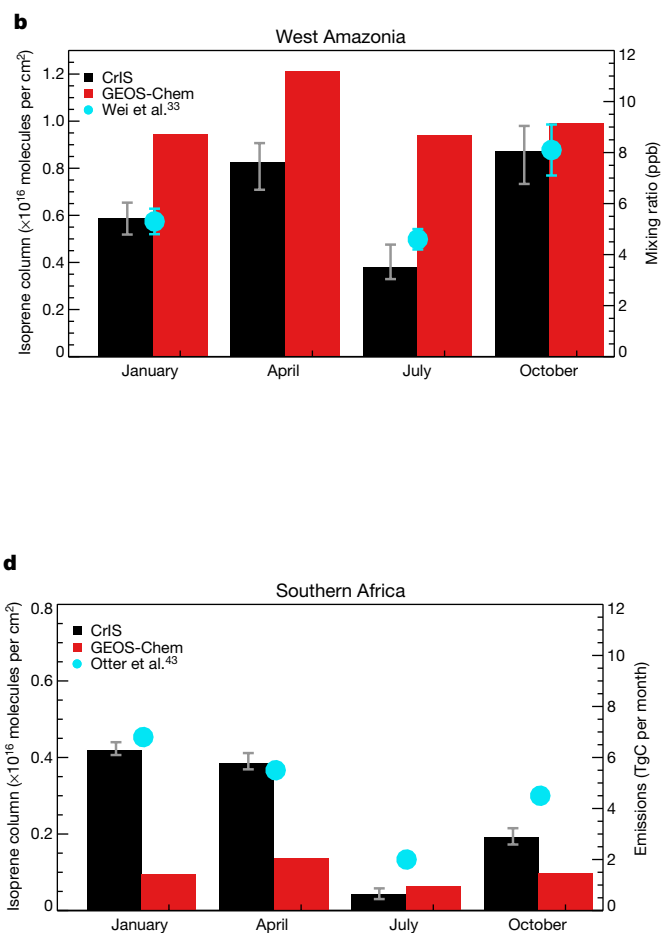 b
West Amazonia
Isoprene column (×10¹⁶ molecules per cm²)
1.2
1.0
0.8
0.6
0.4
0.2
0
CrIS
GEOS-Chem
Wei et al.³³
12
10
8
6
4
2
0
Mixing ratio (ppb)
January April July October
d
Southern Africa
Isoprene column (×10¹⁶ molecules per cm²)
0.8
0.6
0.4
0.2
0
CrIS
GEOS-Chem
Otter et al.⁴³
12
10
8
6
4
2
0
Emissions (TgC per month)
January April July October